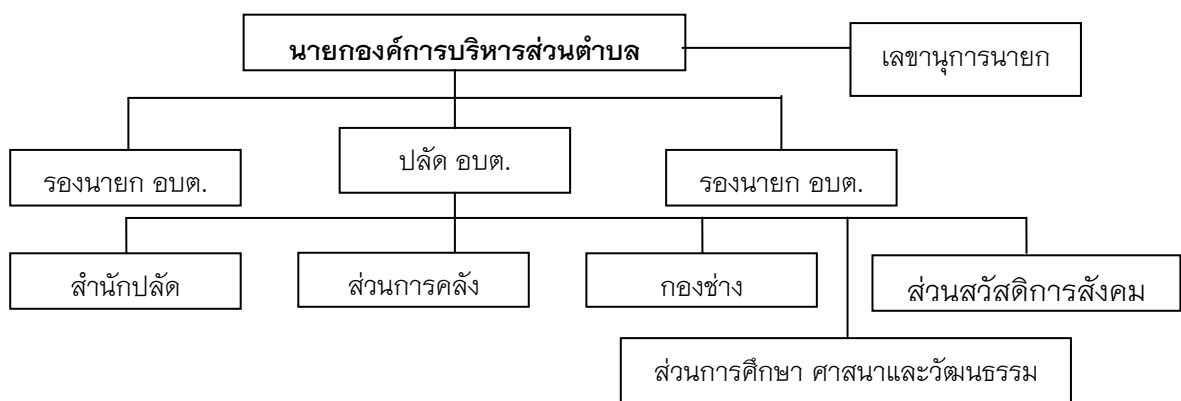 นายกองค์การบริหารส่วนตำบล
เลขานุการนายก
รองนายก อบต.
ปลัด อบต.
รองนายก อบต.
สำนักปลัด
ส่วนการคลัง
กองช่าง
ส่วนสวัสดิการสังคม
ส่วนการศึกษา ศาสนาและวัฒนธรรม